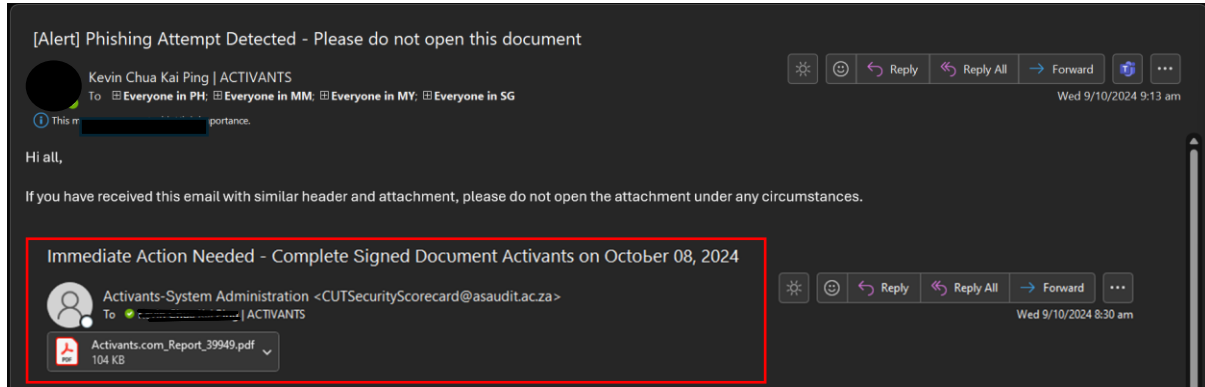 [Alert] Phishing Attempt Detected - Please do not open this document
Kevin Chua Kai Ping | ACTIVANTS
To Everyone in PH; Everyone in MM; Everyone in MY; Everyone in SG
Reply Reply All Forward
Wed 9/10/2024 9:13 am
This
Hi all,
If you have received this email with similar header and attachment, please do not open the attachment under any circumstances.
Immediate Action Needed - Complete Signed Document Activants on Octoƅer 08, 2024
Activants-System Administration <CUTSecurityScorecard@asaudit.ac.za>
To | ACTIVANTS
Reply Reply All Forward
Wed 9/10/2024 8:30 am
PDF
Activants.com_Report_39949.pdf
104 KB